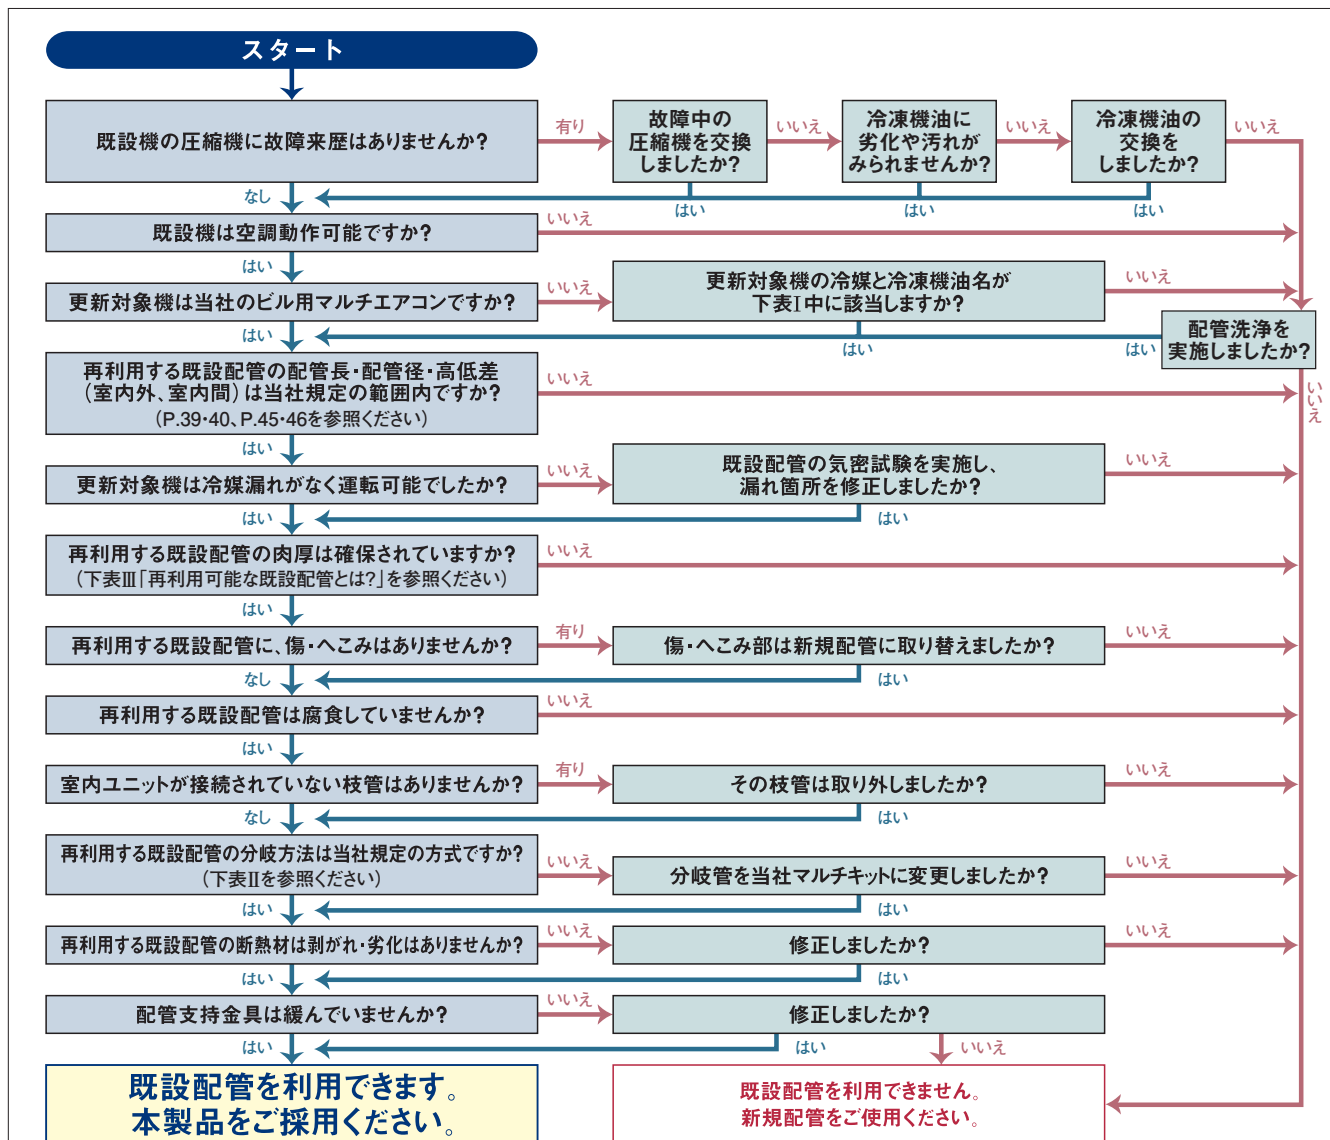 スタート
既設機の圧縮機に故障来歴はありませんか?
有り
故障中の
圧縮機を交換
しましたか?
いいえ
冷凍機油に
劣化や汚れが
みられませんか?
いいえ
冷凍機油の
交換を
しましたか?
いいえ
なし
はい
はい
はい
既設機は空調動作可能ですか?
いいえ
はい
更新対象機は当社のビル用マルチエアコンですか?
いいえ
更新対象機の冷媒と冷凍機油名が
下表I中に該当しますか?
いいえ
はい
はい
はい
配管洗浄を
実施しましたか?
いいえ
再利用する既設配管の配管長・配管径・高低差
(室内外、室内間)は当社規定の範囲内ですか?
(P.39・40、P.45・46を参照ください)
いいえ
はい
更新対象機は冷媒漏れがなく運転可能でしたか?
いいえ
既設配管の気密試験を実施し、
漏れ箇所を修正しましたか?
いいえ
はい
はい
再利用する既設配管の肉厚は確保されていますか?
(下表Ⅲ「再利用可能な既設配管とは?」を参照ください)
いいえ
はい
再利用する既設配管に、傷・へこみはありませんか?
有り
傷・へこみ部は新規配管に取り替えましたか?
いいえ
なし
はい
再利用する既設配管は腐食していませんか?
いいえ
はい
室内ユニットが接続されていない枝管はありませんか?
有り
その枝管は取り外しましたか?
いいえ
なし
はい
再利用する既設配管の分岐方法は当社規定の方式ですか?
(下表Ⅱを参照ください)
いいえ
分岐管を当社マルチキットに変更しましたか?
いいえ
はい
はい
再利用する既設配管の断熱材は剥がれ・劣化はありませんか?
いいえ
修正しましたか?
いいえ
はい
はい
配管支持金具は緩んでいませんか?
いいえ
修正しましたか?
はい
はい
いいえ
既設配管を利用できます。
本製品をご採用ください。
既設配管を利用できません。
新規配管をご使用ください。